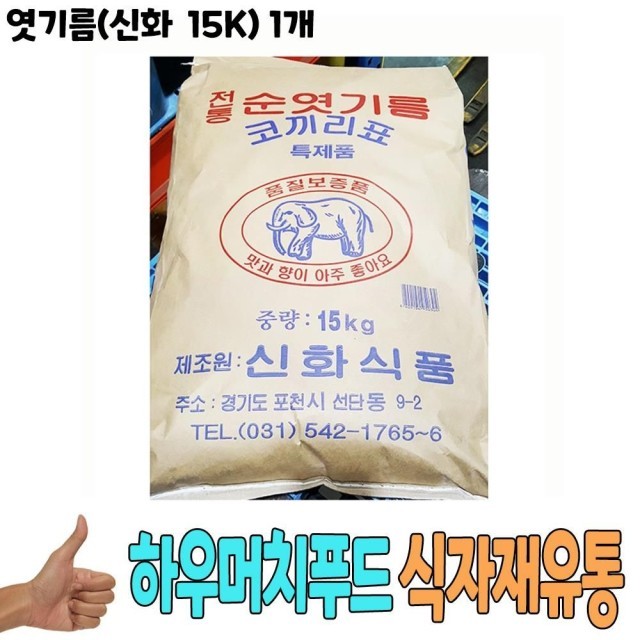 엿기름(신화 15K) 1개
전통 순엿기름
코끼리표
특제품
품질보증품
맛과 향이 아주 좋아요
중량 : 15kg
제조원 : 신화식품
주소 : 경기도 포천시 선단동 9-2
TEL.(031) 542-1765~6
하우머치푸드 식자재유통